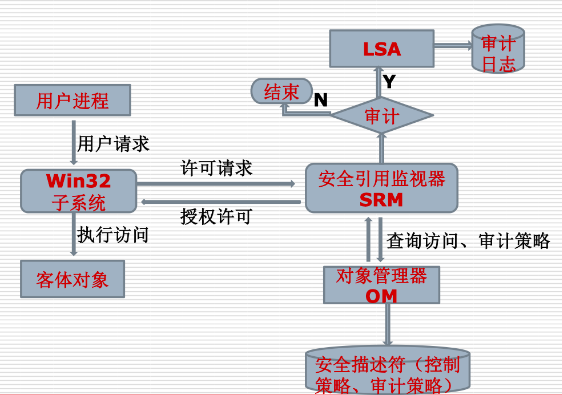 LSA
审计
日志
结束
N
Y
审计
用户进程
用户请求
Win32
子系统
许可请求
授权许可
安全引用监视器
SRM
执行访问
查询访问、审计策略
客体对象
对象管理器
OM
安全描述符（控制
策略、审计策略）